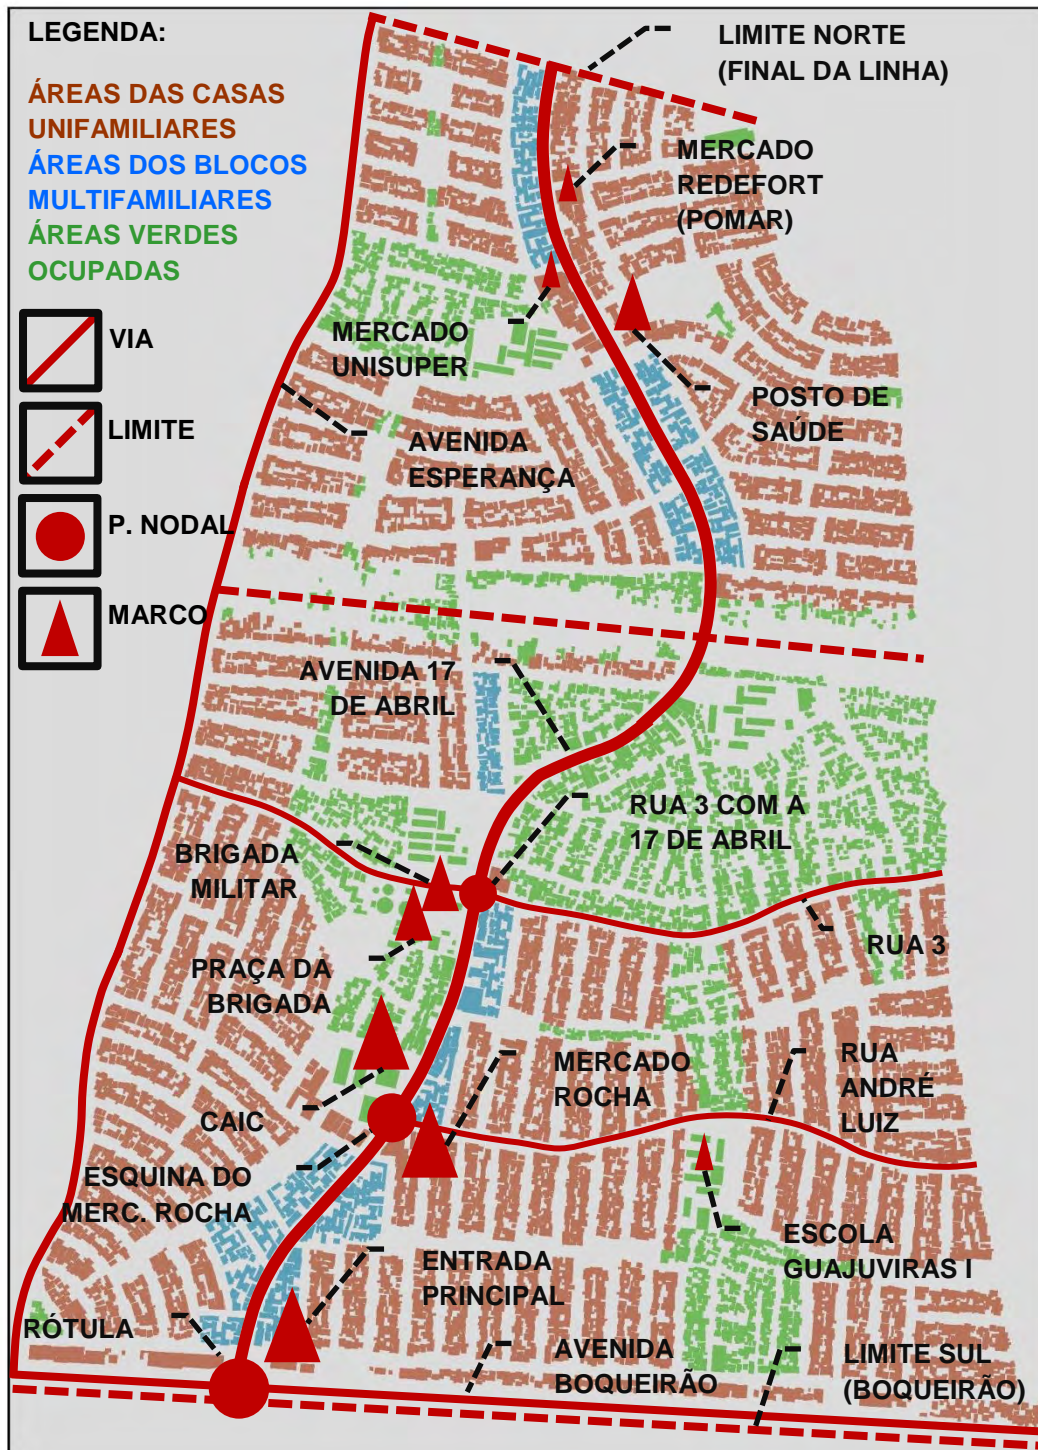 LEGENDA:
ÁREAS DAS CASAS
UNIFAMILIARES
ÁREAS DOS BLOCOS
MULTIFAMILIARES
ÁREAS VERDES
OCUPADAS
VIA
LIMITE
P. NODAL
MARCO
LIMITE NORTE
(FINAL DA LINHA)
MERCADO
REDEFORT
(POMAR)
MERCADO
UNISUPER
POSTO DE
SAÚDE
AVENIDA
ESPERANÇA
AVENIDA 17
DE ABRIL
RUA 3 COM A
17 DE ABRIL
BRIGADA
MILITAR
RUA 3
PRAÇA DA
BRIGADA
MERCADO
ROCHA
RUA
ANDRÉ
LUIZ
CAIC
ESQUINA DO
MERC. ROCHA
ESCOLA
GUAJUVIRAS I
ENTRADA
PRINCIPAL
RÓTULA
AVENIDA
BOQUEIRÃO
LIMITE SUL
(BOQUEIRÃO)